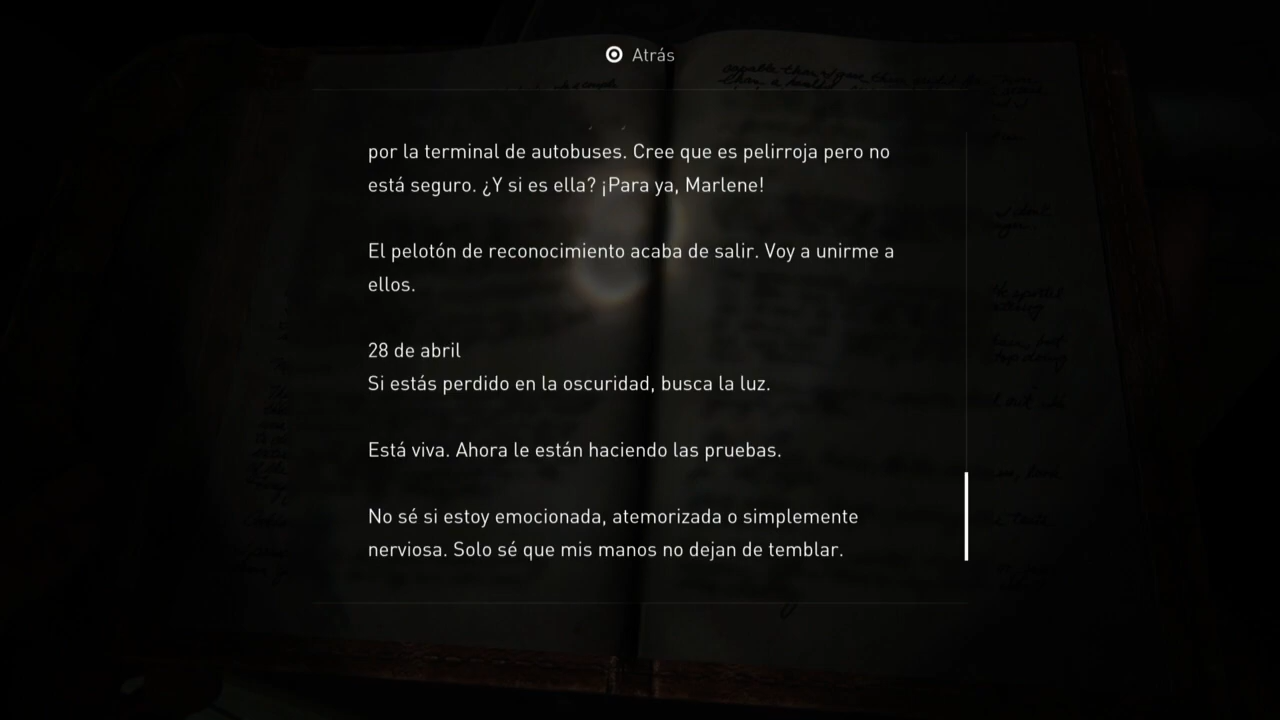 Atrás
por la terminal de autobuses. Cree que es pelirroja pero no
está seguro. ¿Y si es ella? ¡Para ya, Marlene!
El pelotón de reconocimiento acaba de salir. Voy a unirme a
ellos.
28 de abril
Si estás perdido en la oscuridad, busca la luz.
Está viva. Ahora le están haciendo las pruebas.
No sé si estoy emocionada, atemorizada o simplemente
nerviosa. Solo sé que mis manos no dejan de temblar.